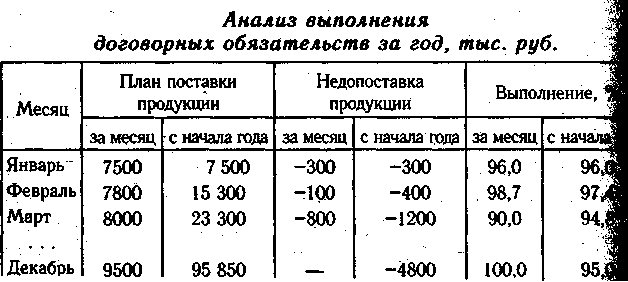 Анализ выполнения
договорных обязательств за год, тыс. руб.
Месяц План поставки продукции Недопоставка продукции Выполнение,
за месяц с начала года за месяц с начала года за месяц с начала
Январь 7500 7 500 −300 −300 96,0 96,0
Февраль 7800 15 300 −100 −400 98,7 97,4
Март 8000 23 300 −800 −1200 90,0 94,8
. . . .
Декабрь 9500 95 850 — −4800 100,0 95,0